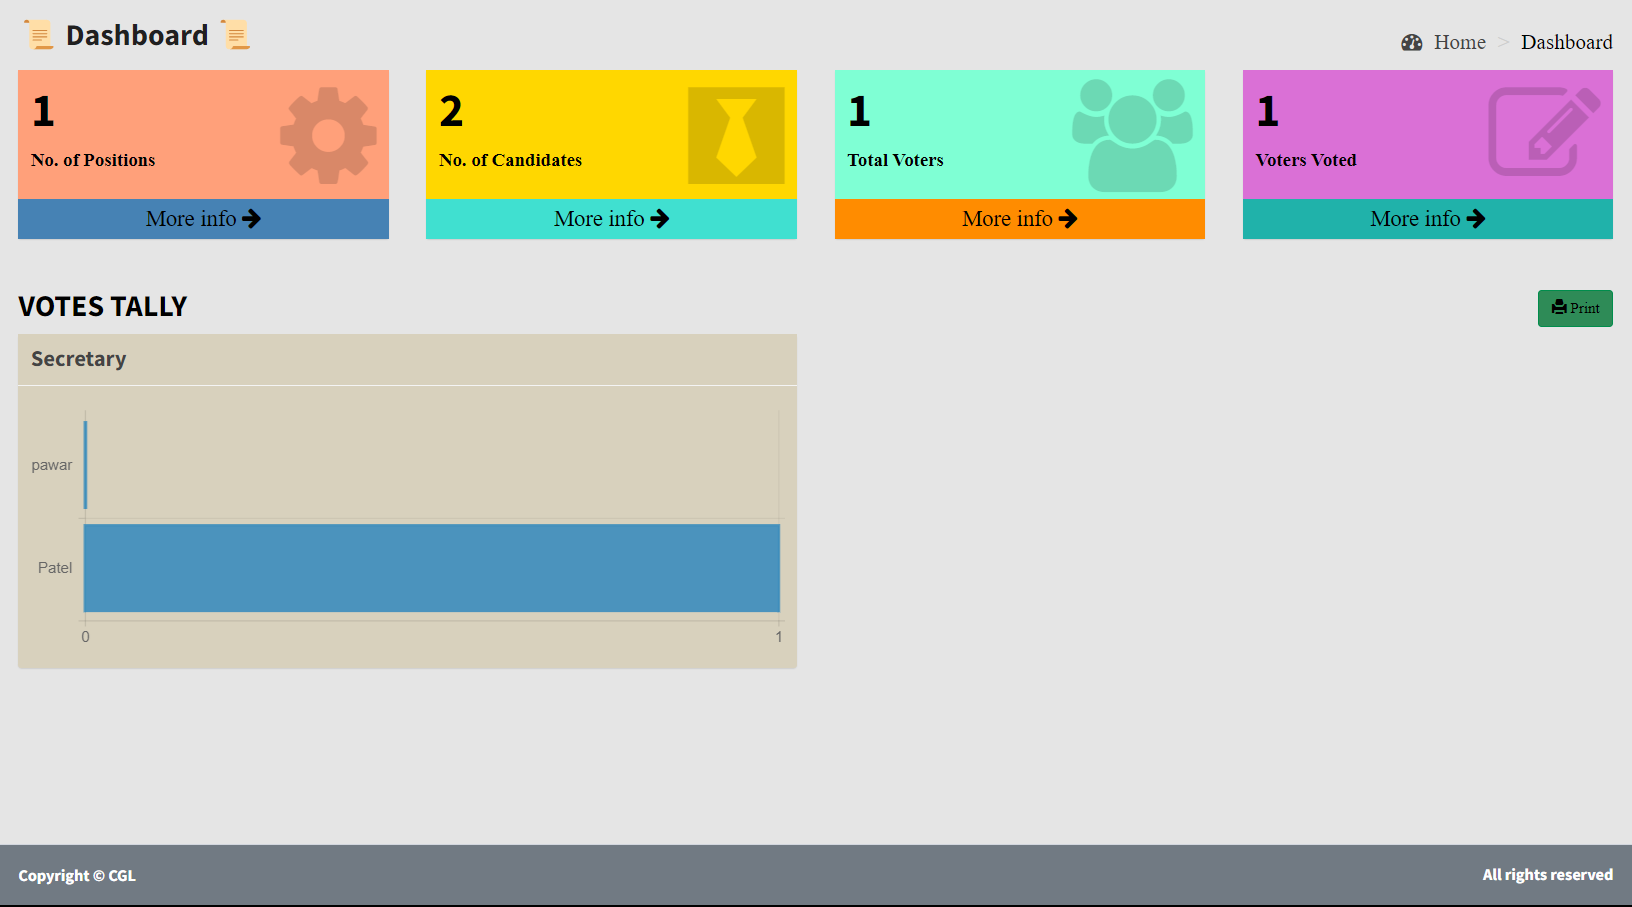 Dashboard
Home > Dashboard
1
No. of Positions
More info
2
No. of Candidates
More info
1
Total Voters
More info
1
Voters Voted
More info
VOTES TALLY
Print
Secretary
pawar
Patel
0 1
Copyright © CGL
All rights reserved